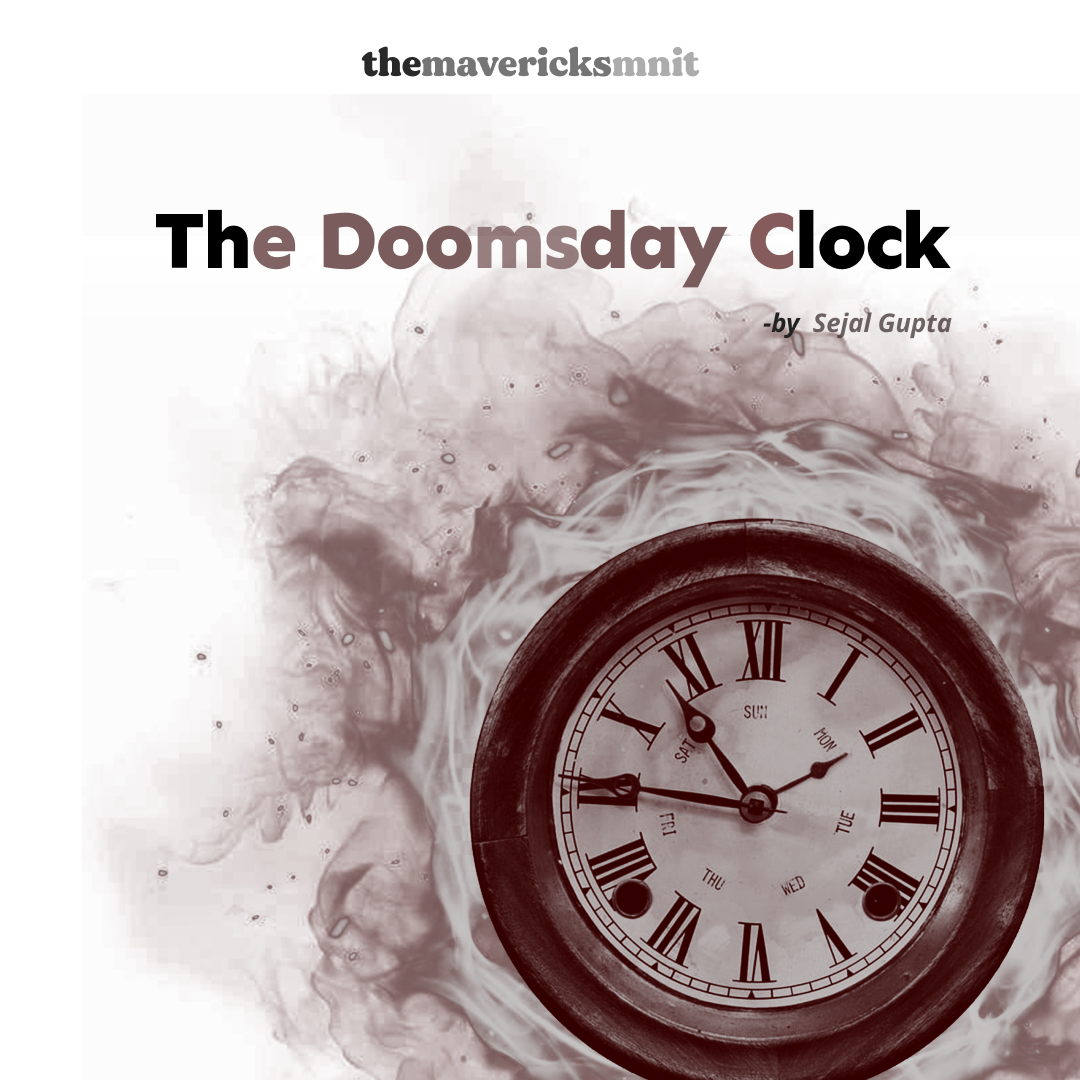 themavericksmnit
The Doomsday Clock
-by Sejal Gupta
XII
I
II
III
IIII
V
VI
VII
VIII
IX
X
XI
SUN
MON
TUE
WED
THU
FRI
SAT